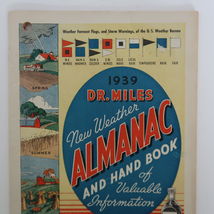 Weather Forecast Flags, and Storm Warnings, of the U.S. Weather Bureau
1939
DR. MILES
New Weather
ALMANAC
AND HAND BOOK
of
Valuable
Information
SPRING
SUMMER